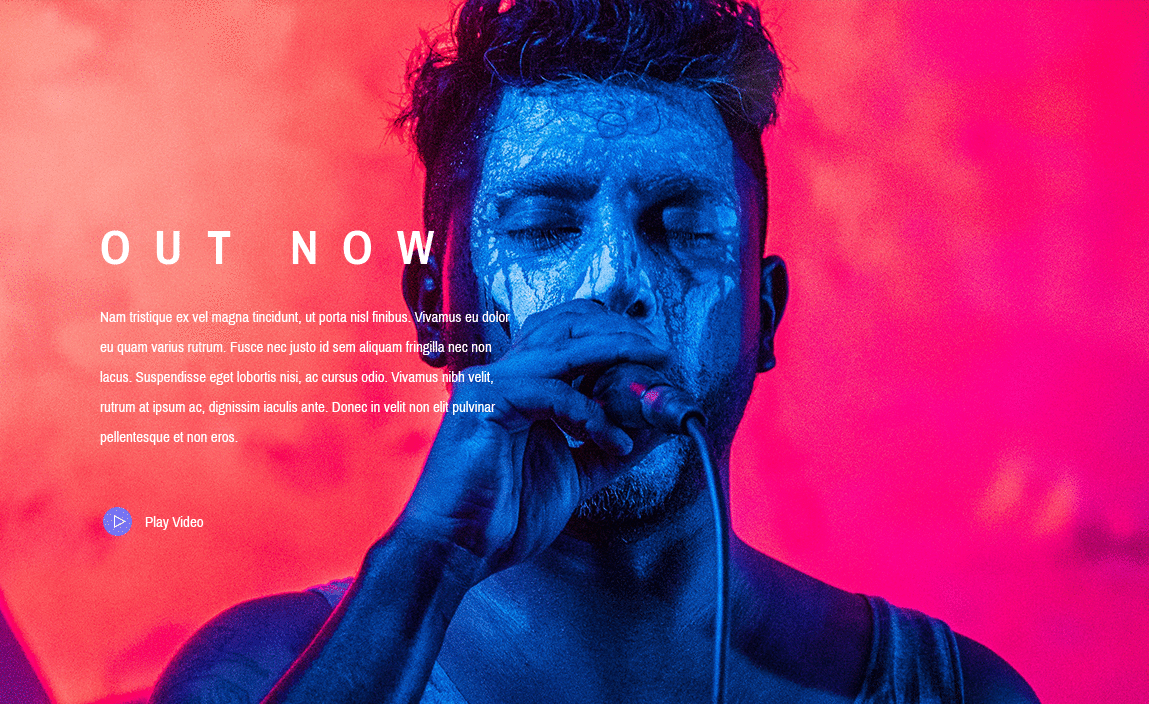 OUT NOW
Nam tristique ex vel magna tincidunt, ut porta nisl finibus. Vivamus eu dolor
eu quam varius rutrum. Fusce nec justo id sem aliquam fringilla nec non
lacus. Suspendisse eget lobortis nisi, ac cursus odio. Vivamus nibh velit,
rutrum at ipsum ac, dignissim iaculis ante. Donec in velit non elit pulvinar
pellentesque et non eros.
Play Video